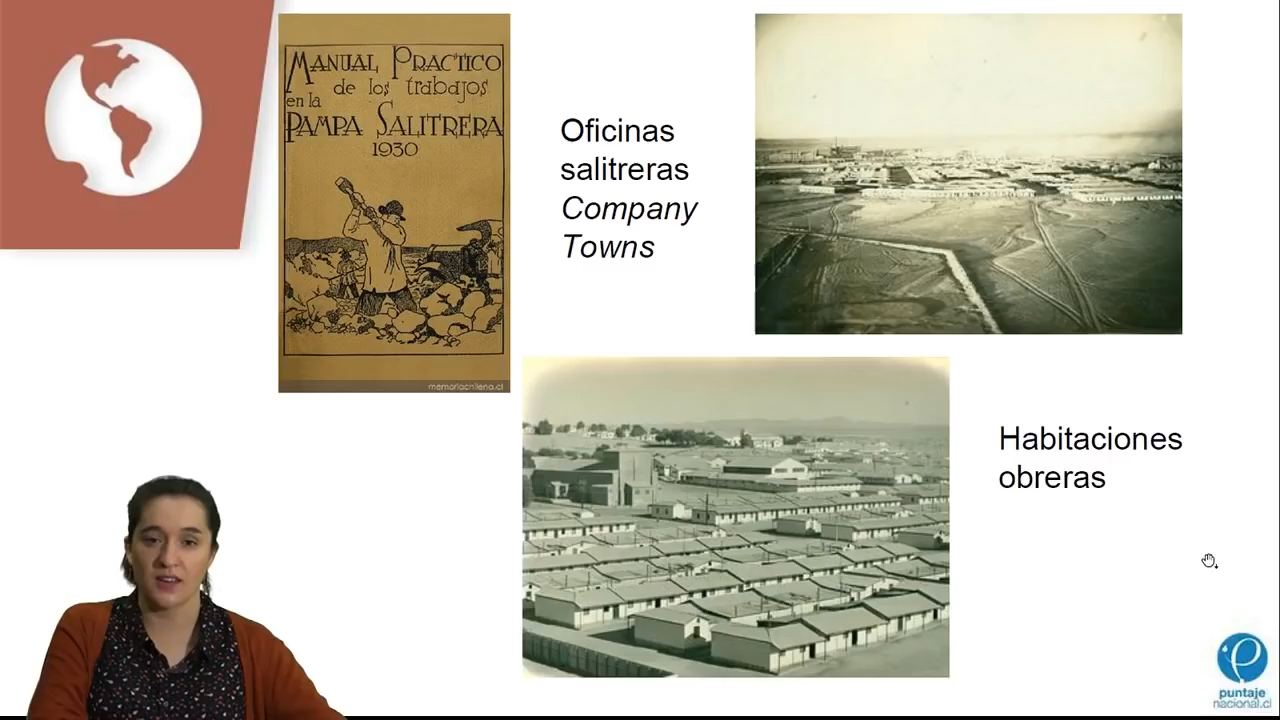 MANUAL PRACTICO
de los trabajos
en la
PAMPA SALITRERA
1930
memoriachilena.cl
Oficinas
salitreras
Company
Towns
Habitaciones
obreras
puntaje
nacional.cl